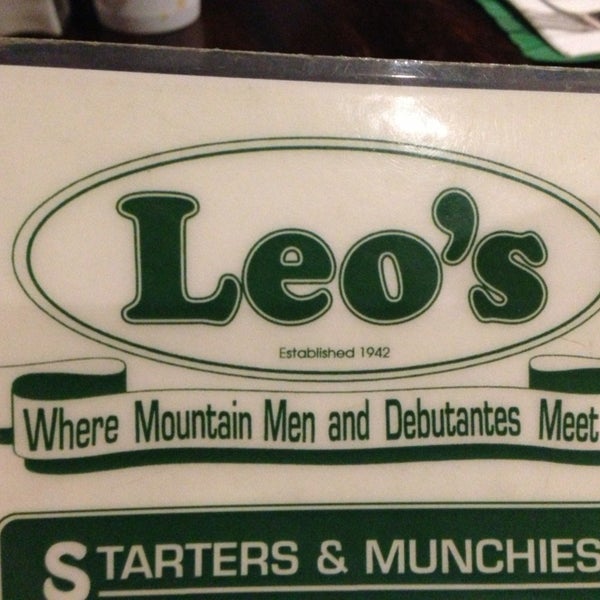 Leo's
Established 1942
Where Mountain Men and Debutantes Meet
STARTERS & MUNCHIES